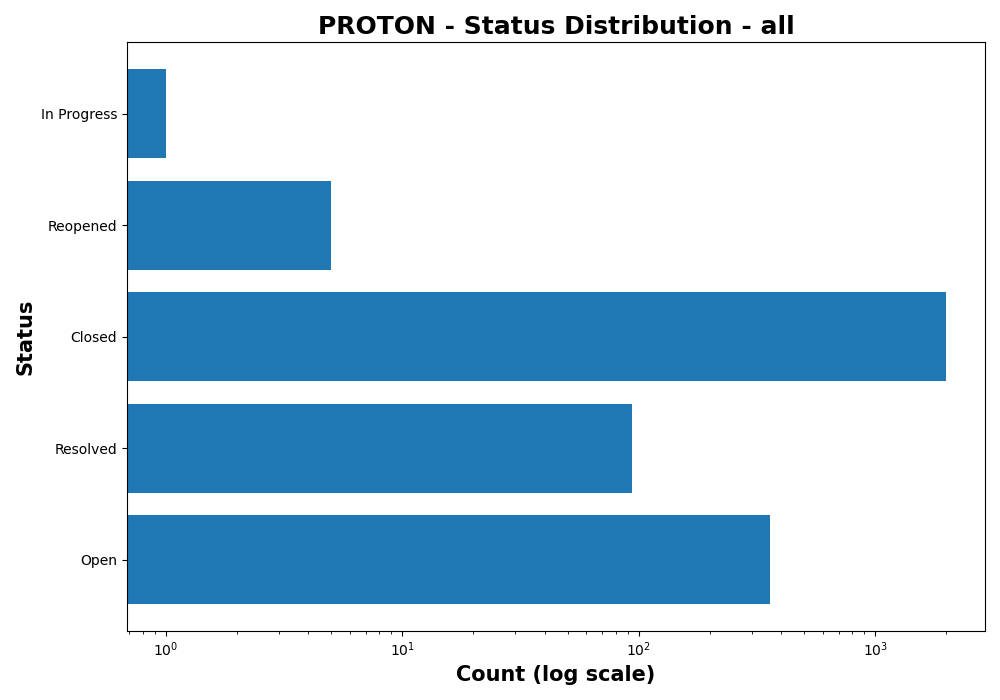 PROTON - Status Distribution - all
In Progress
Reopened
Closed
Resolved
Open
Status
10⁰ 10¹ 10² 10³
Count (log scale)